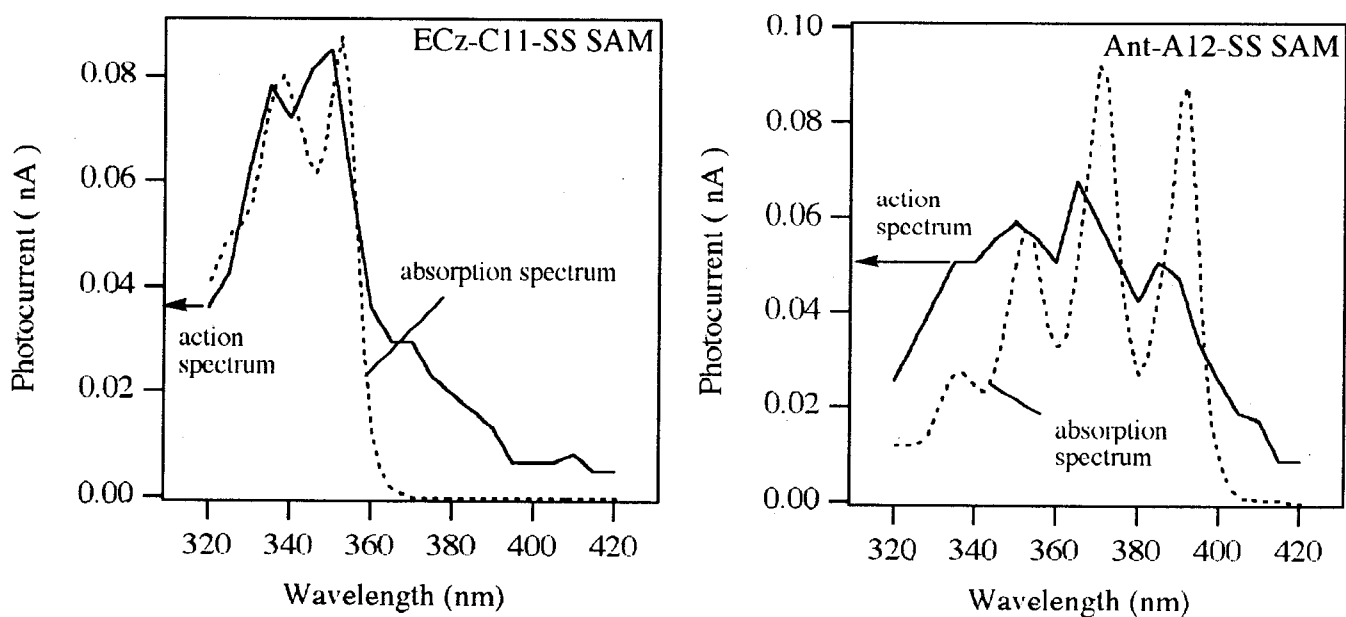 ECz-C11-SS SAM
Photocurrent ( nA)
0.08
0.06
0.04
0.02
0.00
absorption spectrum
action
spectrum
320 340 360 380 400 420
Wavelength (nm)
Ant-A12-SS SAM
Photocurrent ( nA)
0.10
0.08
0.06
0.04
0.02
0.00
action
spectrum
absorption
spectrum
320 340 360 380 400 420
Wavelength (nm)